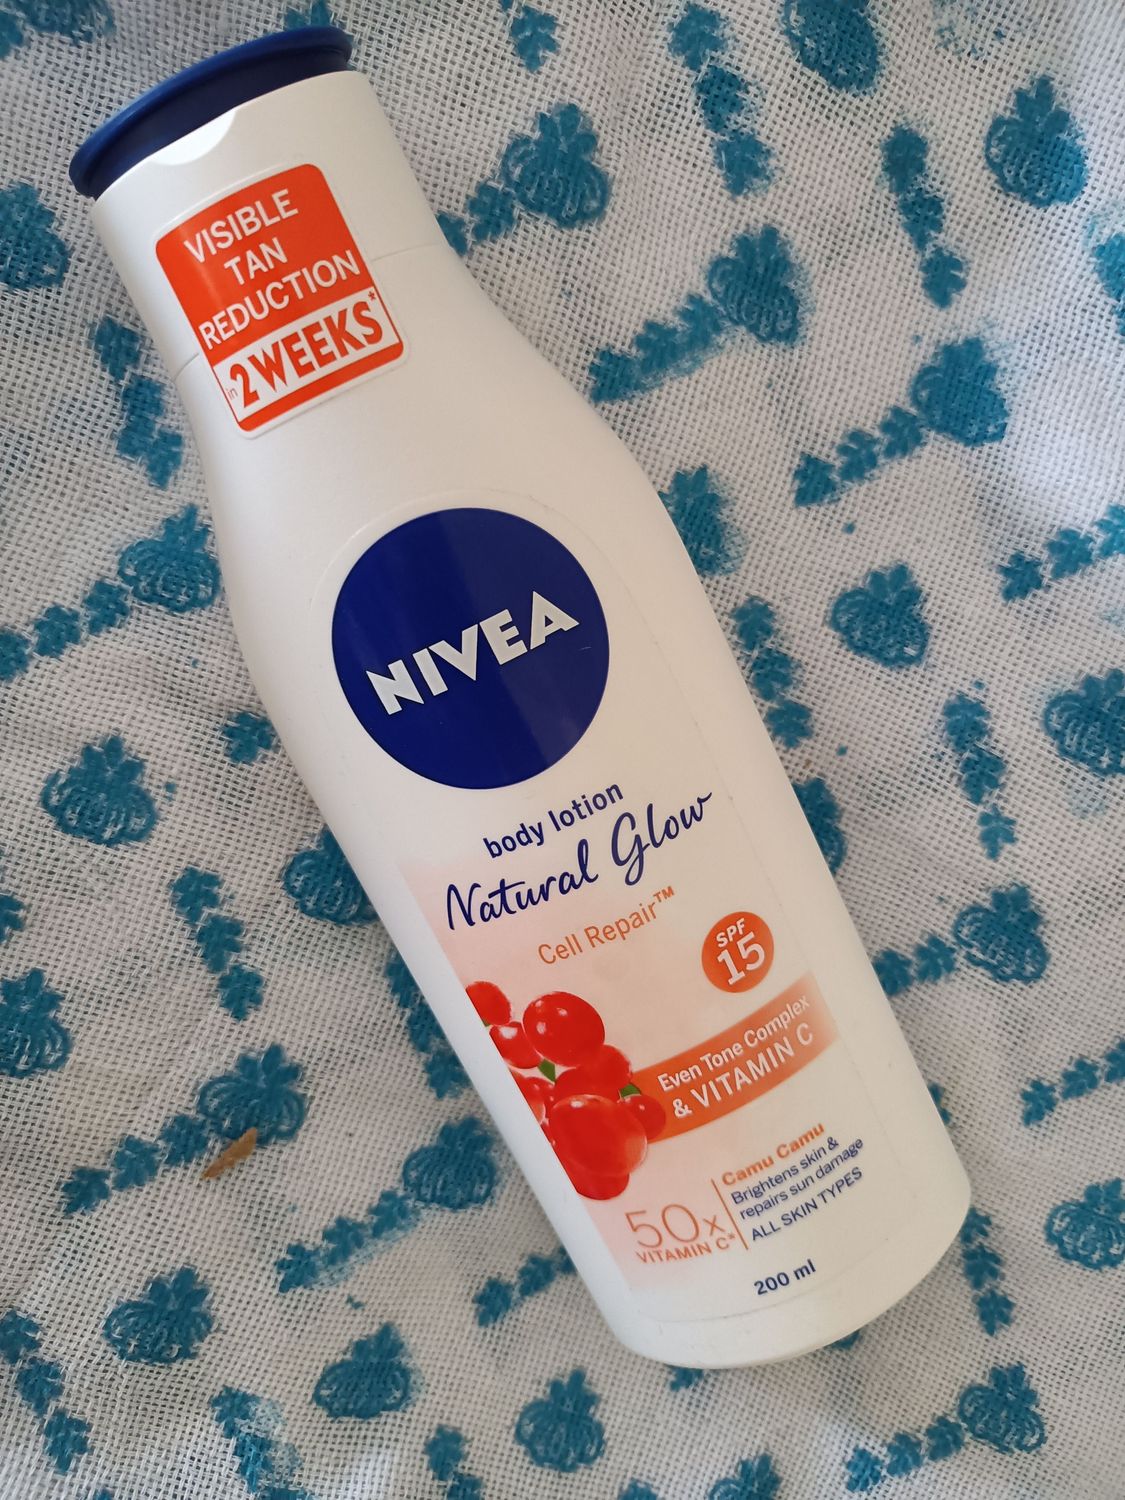 VISIBLE
TAN
REDUCTION
in 2 WEEKS*
NIVEA
body lotion
Natural Glow
Cell Repair™
SPF
15
Even Tone Complex
& VITAMIN C
50x
VITAMIN C*
Camu Camu
Brightens skin &
repairs sun damage
ALL SKIN TYPES
200 ml